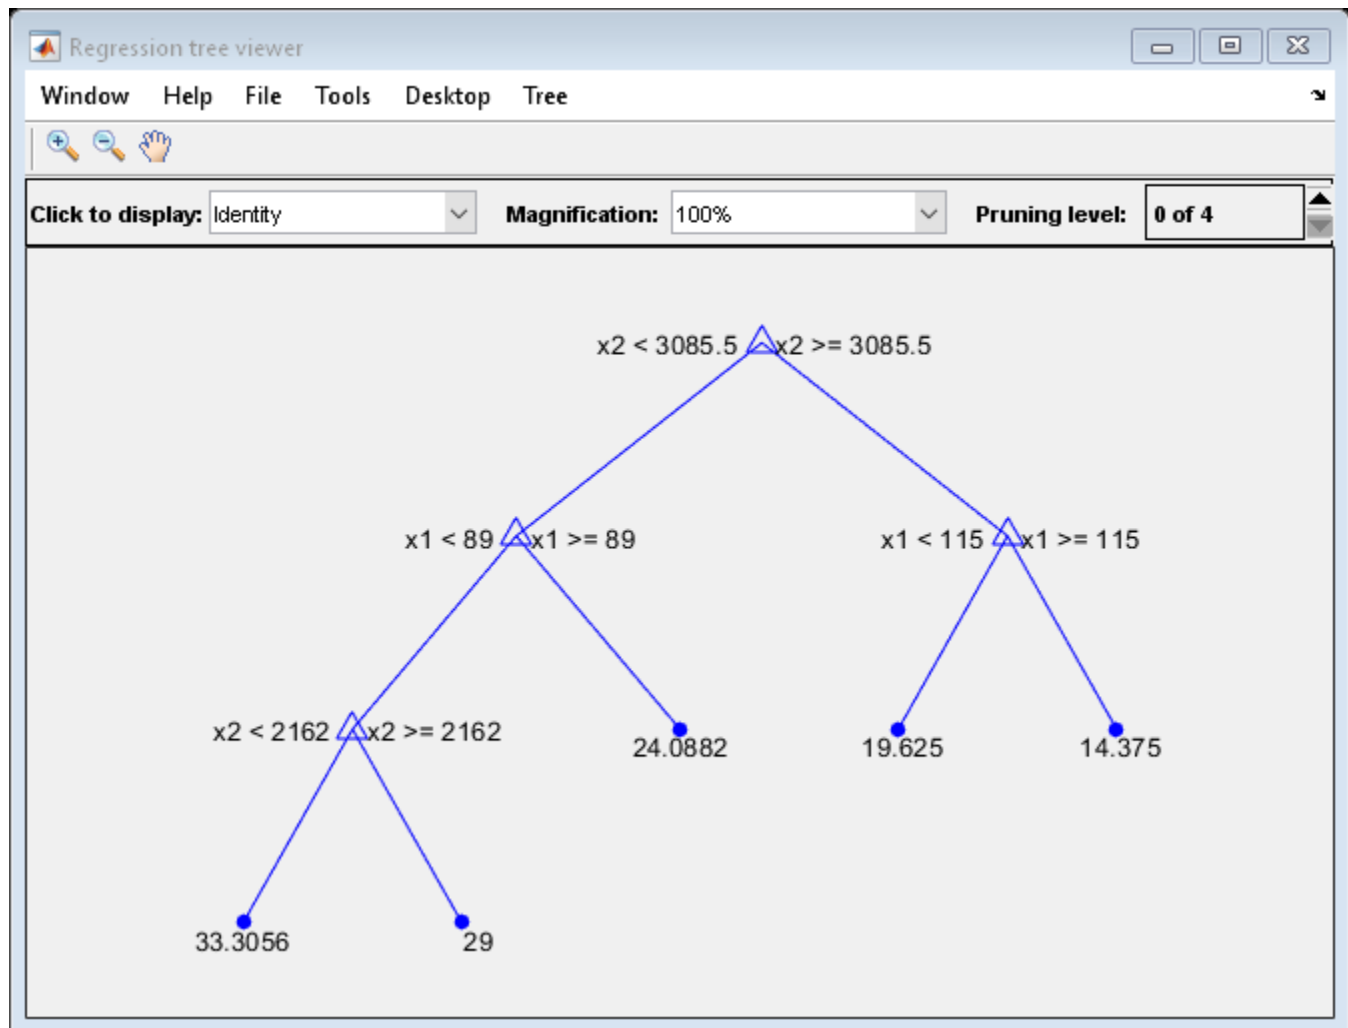 Regression tree viewer
Window Help File Tools Desktop Tree
Click to display: Identity Magnification: 100% Pruning level: 0 of 4
x2 < 3085.5 x2 >= 3085.5
x1 < 89 x1 >= 89 x1 < 115 x1 >= 115
x2 < 2162 x2 >= 2162 24.0882 19.625 14.375
33.3056 29